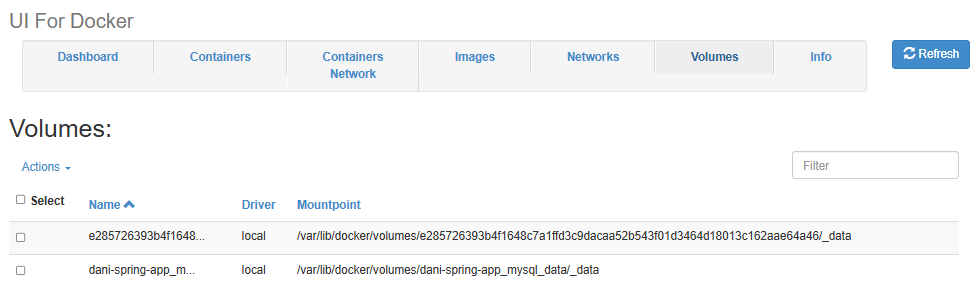 UI For Docker
Dashboard
Containers
Containers
Network
Images
Networks
Volumes
Info
Refresh
Volumes:
Actions
Filter
Select
Name
Driver
Mountpoint
e285726393b4f1648... local /var/lib/docker/volumes/e285726393b4f1648c7a1ffd3c9dacaa52b543f01d3464d18013c162aae64a46/_data
dani-spring-app_m... local /var/lib/docker/volumes/dani-spring-app_mysql_data/_data